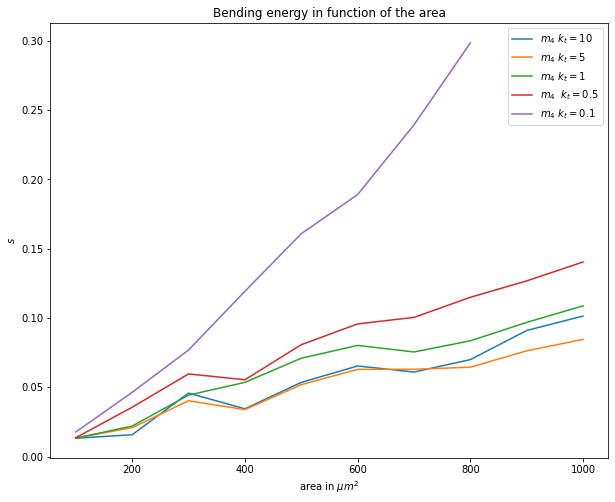 Bending energy in function of the area
0.30
0.25
0.20
0.15
0.10
0.05
0.00
s
200
400
600
800
1000
area in μm²
m₄ kₜ = 10
m₄ kₜ = 5
m₄ kₜ = 1
m₄ kₜ = 0.5
m₄ kₜ = 0.1